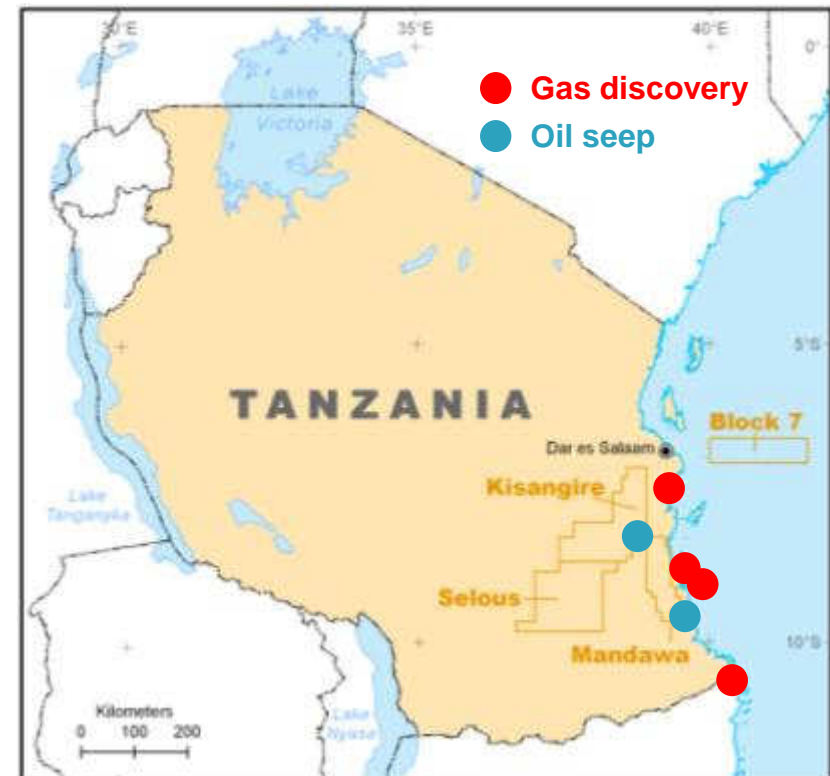 30°E 35°E 40°E
0°
Gas discovery
Oil seep
Lake
Victoria
5°S
TANZANIA
Block 7
Dar es Salaam
Kisangire
Lake
Tanganyika
Selous
Mandawa
10°S
Kilometers
0 100 200
Lake
Nyasa